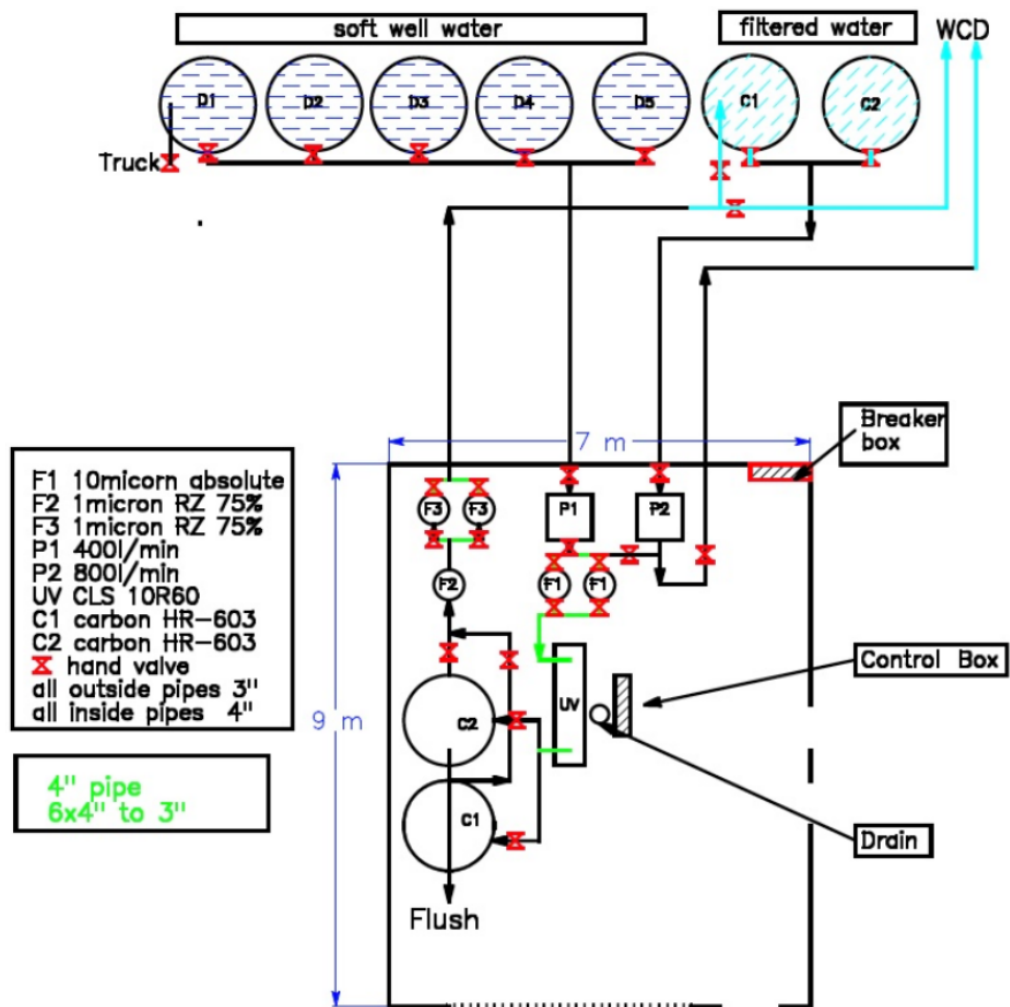 soft well water
filtered water
WCD
D1
D2
D3
D4
D5
C1
C2
Truck
7 m
Breaker
box
F1 10micorn absolute
F2 1micron RZ 75%
F3 1micron RZ 75%
P1 400l/min
P2 800l/min
UV CLS 10R60
C1 carbon HR-603
C2 carbon HR-603
hand valve
all outside pipes 3"
all inside pipes 4"
F3
F3
P1
P2
F2
F1
F1
Control Box
UV
C2
9 m
4" pipe
6x4" to 3"
C1
Drain
Flush